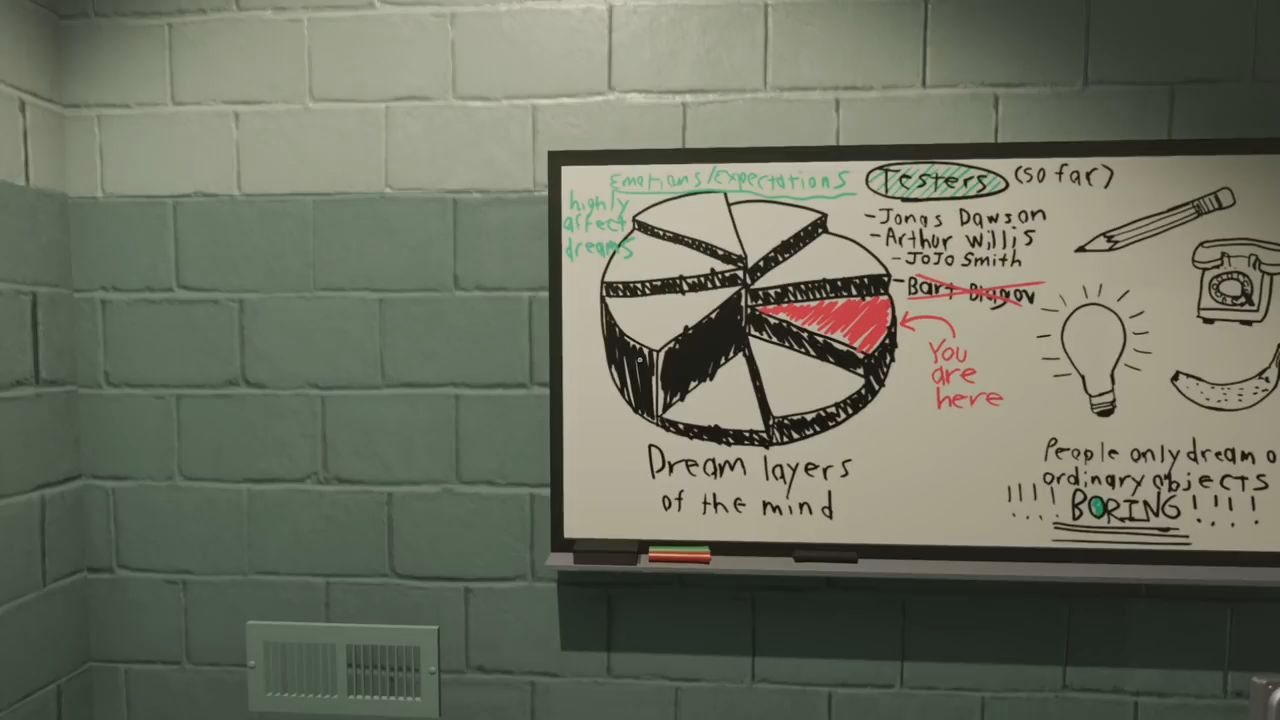 Emotions/Expectations
highly
affect
dreams
Testers (so far)
-Jonas Dawson
-Arthur Willis
-JoJo Smith
-Bart
You
are
here
Dream layers
of the mind
People only dream o
ordinary objects
!!!! BORING !!!!